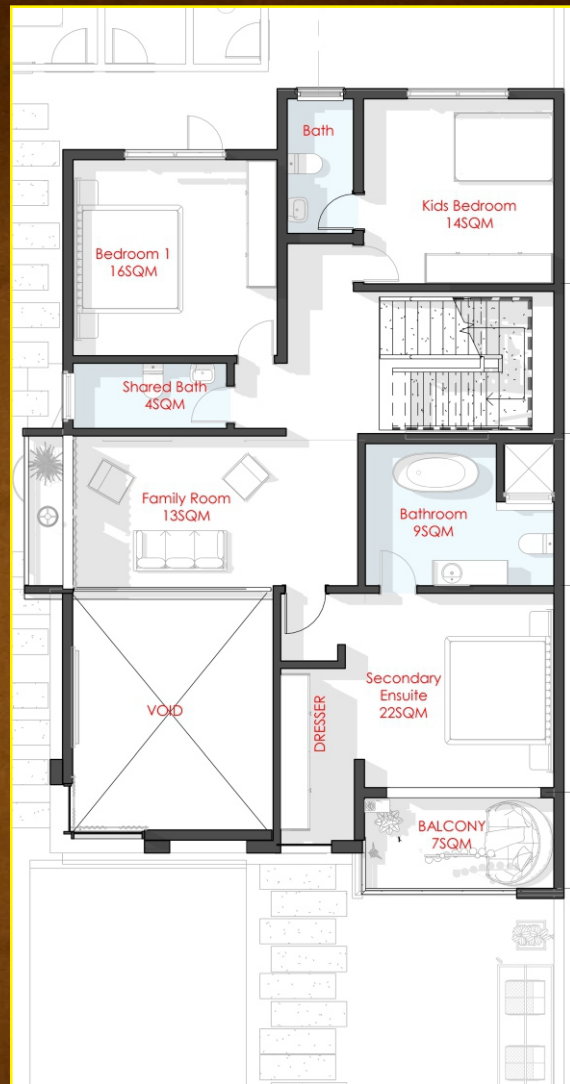 Bath
Kids Bedroom
14SQM
Bedroom 1
16SQM
Shared Bath
4SQM
Family Room
13SQM
Bathroom
9SQM
Secondary
Ensuite
22SQM
VOID
DRESSER
BALCONY
7SQM